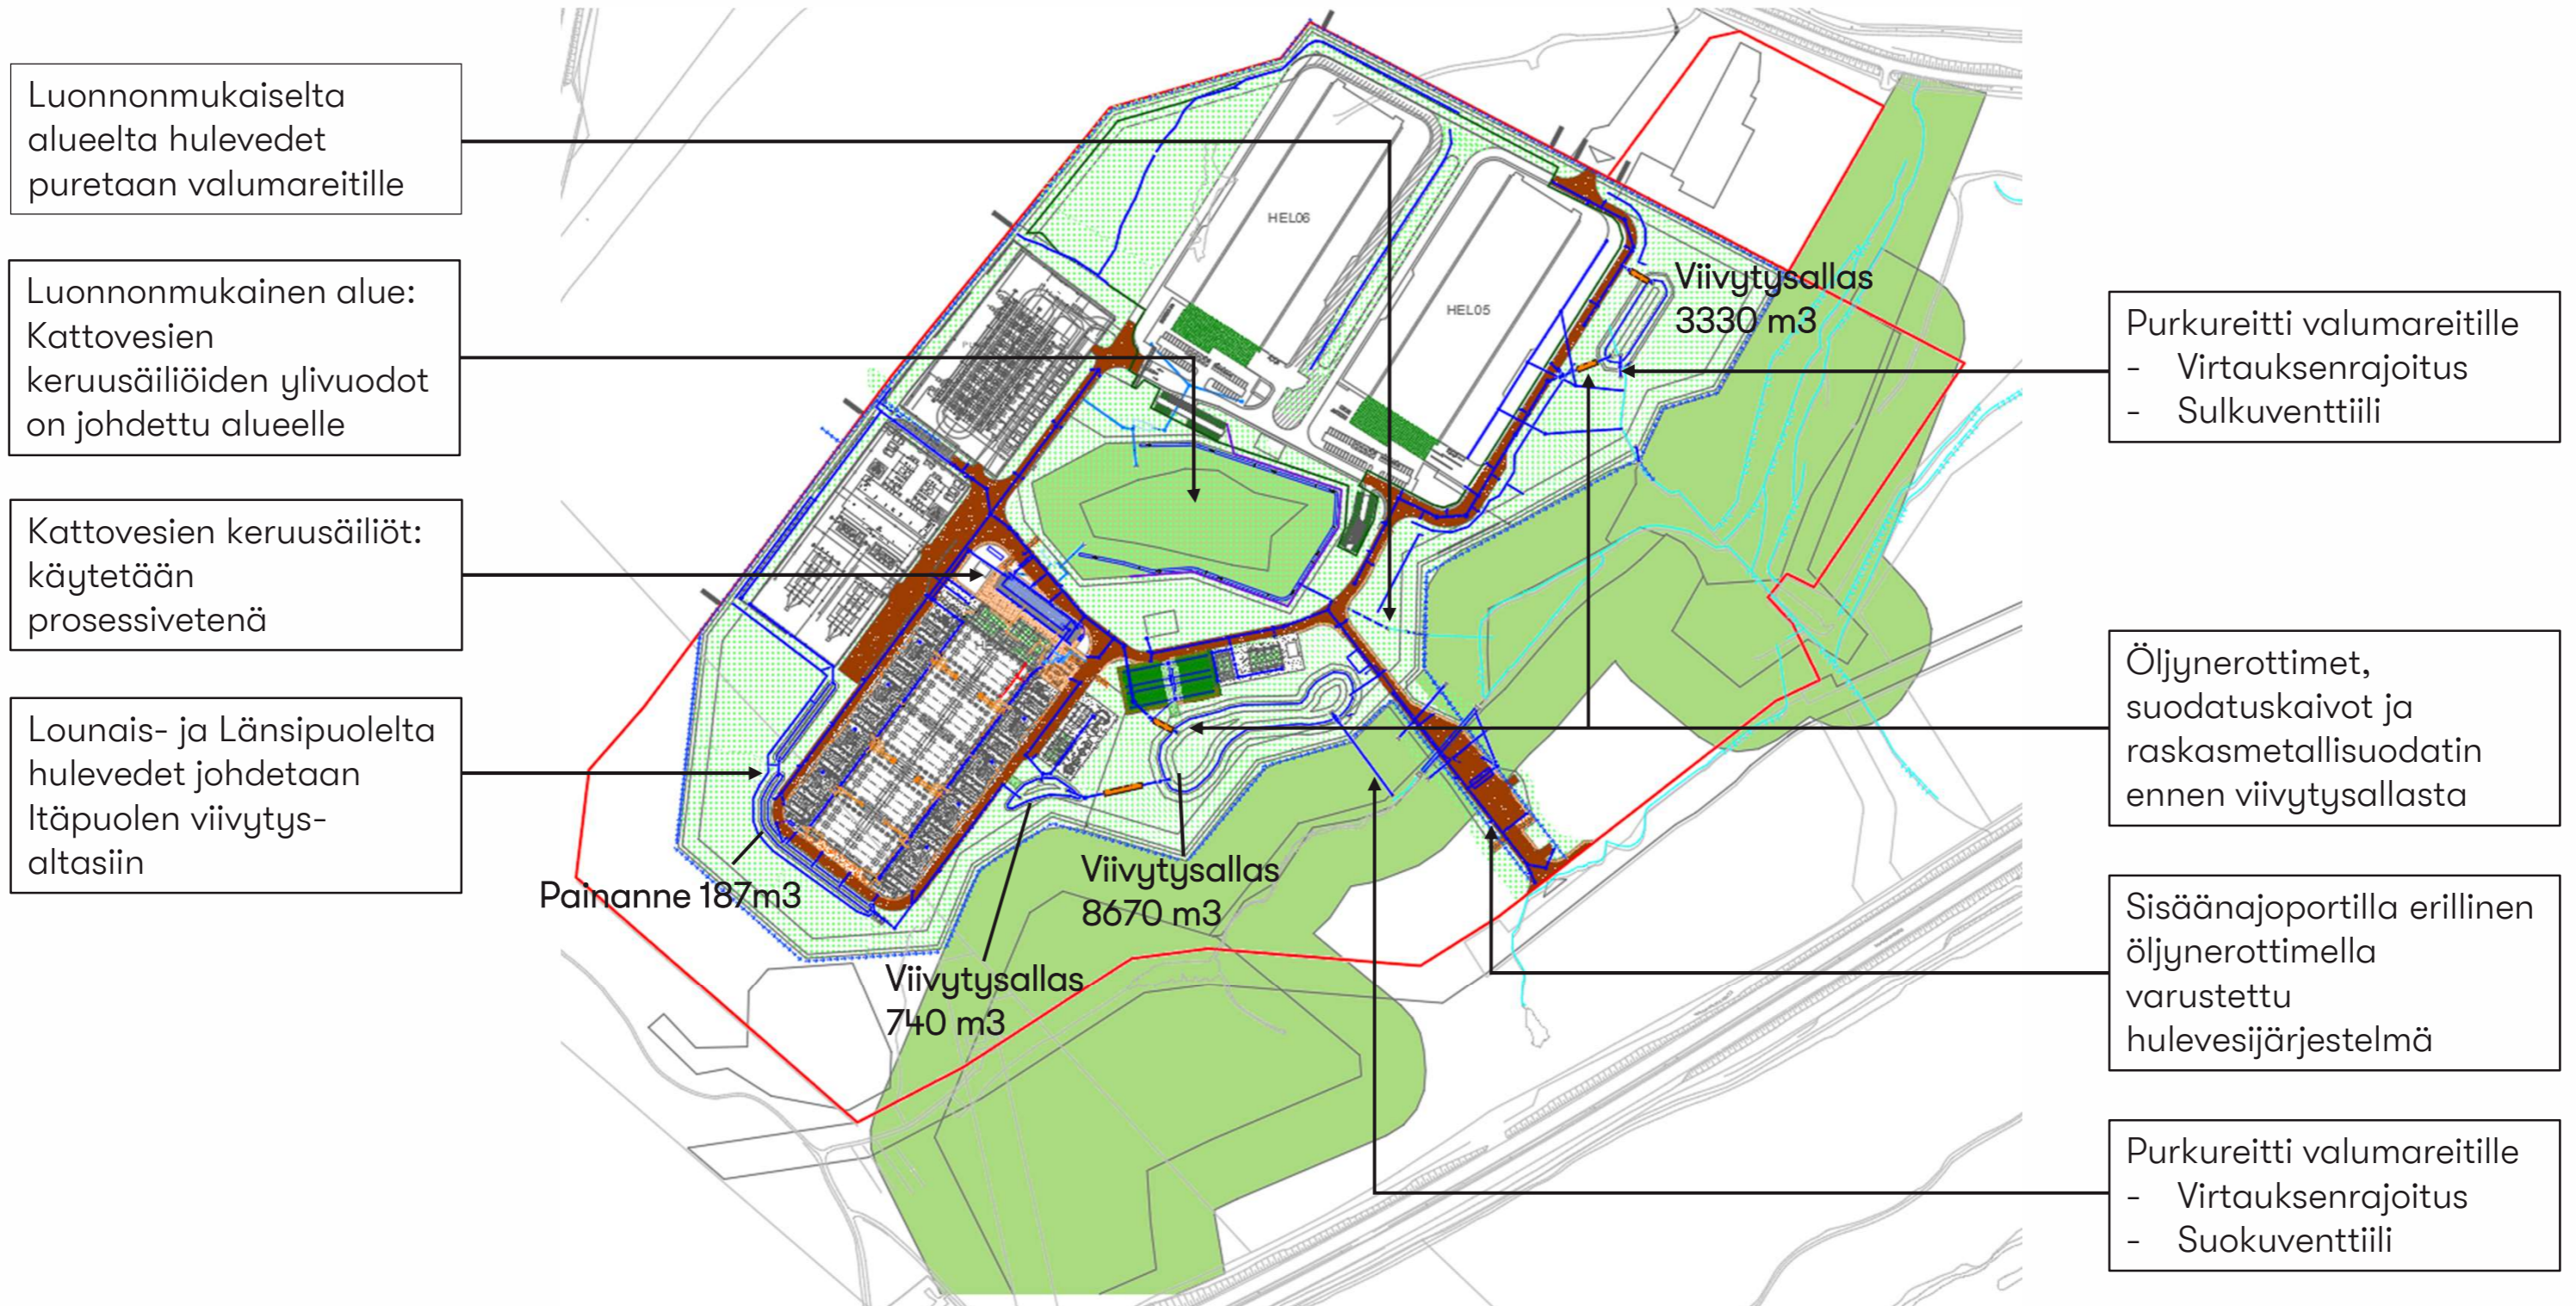 Luonnonmukaiselta
alueelta hulevedet
puretaan valumareitille
Luonnonmukainen alue:
Kattovesien
keruusäiliöiden ylivuodot
on johdettu alueelle
Kattovesien keruusäiliöt:
käytetään
prosessivetenä
Lounais- ja Länsipuolelta
hulevedet johdetaan
Itäpuolen viivytys-
altasiin
HEL06
HEL05
Viivytysallas
3330 m3
Painanne 187m3
Viivytysallas
8670 m3
Viivytysallas
740 m3
Purkureitti valumareitille
- Virtauksenrajoitus
- Sulkuventtiili
Öljynerottimet,
suodatuskaivot ja
raskasmetallisuodatin
ennen viivytysallasta
Sisäänajoportilla erillinen
öljynerottimella
varustettu
hulevesijärjestelmä
Purkureitti valumareitille
- Virtauksenrajoitus
- Suokuventtiili